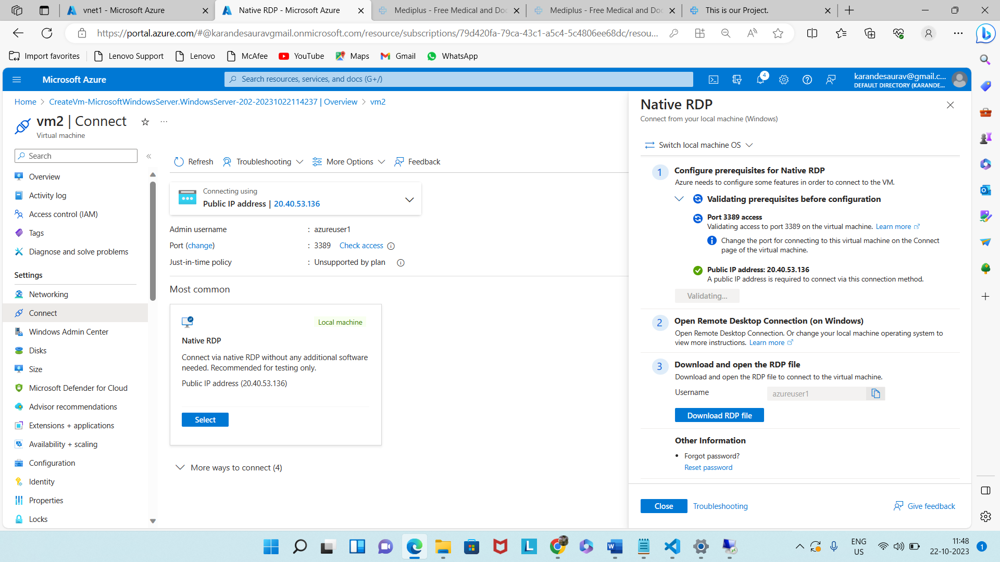 vnet1 - Microsoft Azure
Native RDP - Microsoft Azure
Mediplus - Free Medical and Doc
Mediplus - Free Medical and Doc
This is our Project.
https://portal.azure.com/#@karandesauravgmail.onmicrosoft.com/resource/subscriptions/79d420fa-79ca-43c1-a5c4-5c4806ee68dc/resou...
Import favorites
Lenovo Support
Lenovo
McAfee
YouTube
Maps
Gmail
WhatsApp
Microsoft Azure
Search resources, services, and docs (G+/)
4
karandesaurav@gmail.c...
DEFAULT DIRECTORY (KARANDE...
Home > CreateVm-MicrosoftWindowsServer.WindowsServer-202-20231022114237 | Overview > vm2
vm2 | Connect
Virtual machine
Search
Overview
Activity log
Access control (IAM)
Tags
Diagnose and solve problems
Settings
Networking
Connect
Windows Admin Center
Disks
Size
Microsoft Defender for Cloud
Advisor recommendations
Extensions + applications
Availability + scaling
Configuration
Identity
Properties
Locks
Refresh
Troubleshooting
More Options
Feedback
Connecting using
Public IP address | 20.40.53.136
Admin username : azureuser1
Port (change) : 3389 Check access
Just-in-time policy : Unsupported by plan
Most common
Local machine
Native RDP
Connect via native RDP without any additional software
needed. Recommended for testing only.
Public IP address (20.40.53.136)
Select
More ways to connect (4)
Native RDP
Connect from your local machine (Windows)
Switch local machine OS
1 Configure prerequisites for Native RDP
Azure needs to configure some features in order to connect to the VM.
Validating prerequisites before configuration
Port 3389 access
Validating access to port 3389 on the virtual machine. Learn more
Change the port for connecting to this virtual machine on the Connect
page of the virtual machine.
Public IP address: 20.40.53.136
A public IP address is required to connect via this connection method.
Validating...
2 Open Remote Desktop Connection (on Windows)
Open Remote Desktop Connection. Or change your local machine operating system to
view more instructions. Learn more
3 Download and open the RDP file
Download and open the RDP file to connect to the virtual machine.
Username azureuser1
Download RDP file
Other Information
• Forgot password?
Reset password
Close
Troubleshooting
Give feedback
ENG
US
11:48
22-10-2023
1